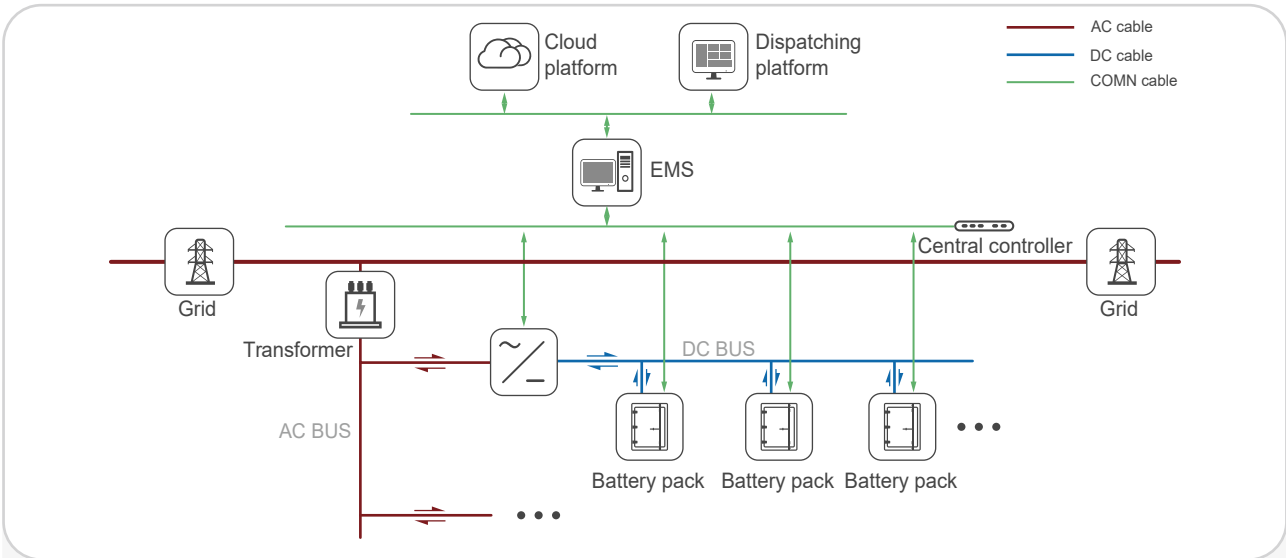 Cloud
platform
Dispatching
platform
AC cable
DC cable
COMN cable
EMS
Central controller
Grid
Grid
Transformer
DC BUS
AC BUS
Battery pack
Battery pack
Battery pack